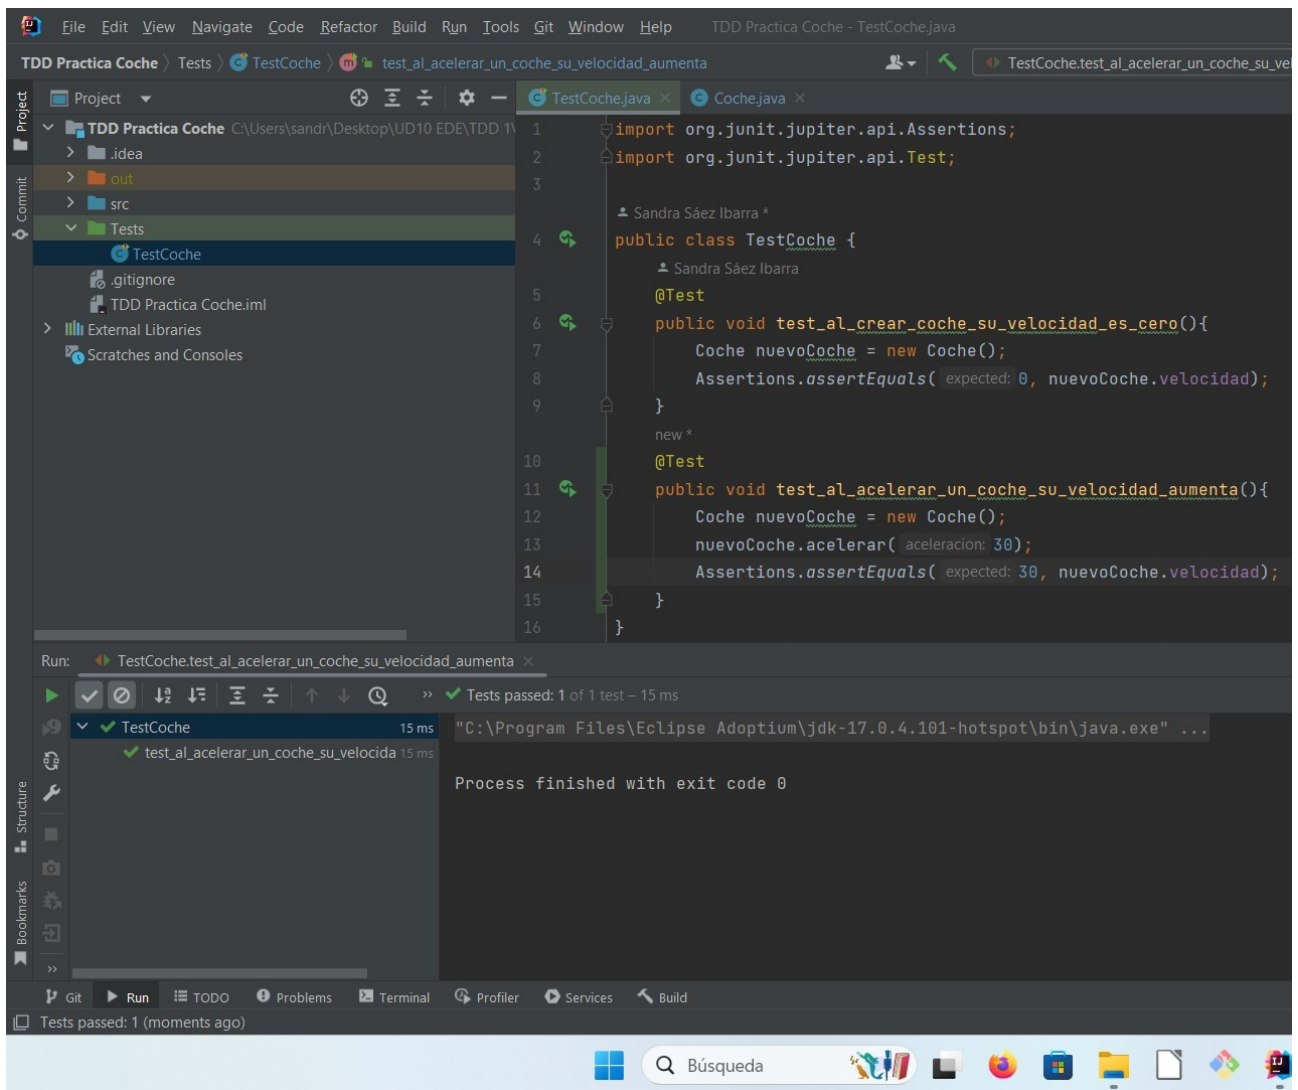 File Edit View Navigate Code Refactor Build Run Tools Git Window Help TDD Practica Coche - TestCoche.java
TDD Practica Coche Tests TestCoche test_al_acelerar_un_coche_su_velocidad_aumenta TestCoche.test_al_acelerar_un_coche_su_vel
Project
TestCoche.java Coche.java
Project
Commit
TDD Practica Coche C:\Users\sandr\Desktop\UD10 EDE\TDD 1\
.idea
out
src
Tests
TestCoche
.gitignore
TDD Practica Coche.iml
External Libraries
Scratches and Consoles
1 import org.junit.jupiter.api.Assertions;
2 import org.junit.jupiter.api.Test;
3
Sandra Sáez Ibarra *
4 public class TestCoche {
Sandra Sáez Ibarra
5 @Test
6 public void test_al_crear_coche_su_velocidad_es_cero(){
7 Coche nuevoCoche = new Coche();
8 Assertions.assertEquals( expected: 0, nuevoCoche.velocidad);
9 }
new *
10 @Test
11 public void test_al_acelerar_un_coche_su_velocidad_aumenta(){
12 Coche nuevoCoche = new Coche();
13 nuevoCoche.acelerar( aceleracion: 30);
14 Assertions.assertEquals( expected: 30, nuevoCoche.velocidad);
15 }
16 }
Run: TestCoche.test_al_acelerar_un_coche_su_velocidad_aumenta
Tests passed: 1 of 1 test – 15 ms
TestCoche 15 ms
test_al_acelerar_un_coche_su_velocida 15 ms
"C:\Program Files\Eclipse Adoptium\jdk-17.0.4.101-hotspot\bin\java.exe" ...
Process finished with exit code 0
Structure
Bookmarks
Git Run TODO Problems Terminal Profiler Services Build
Tests passed: 1 (moments ago)
Búsqueda